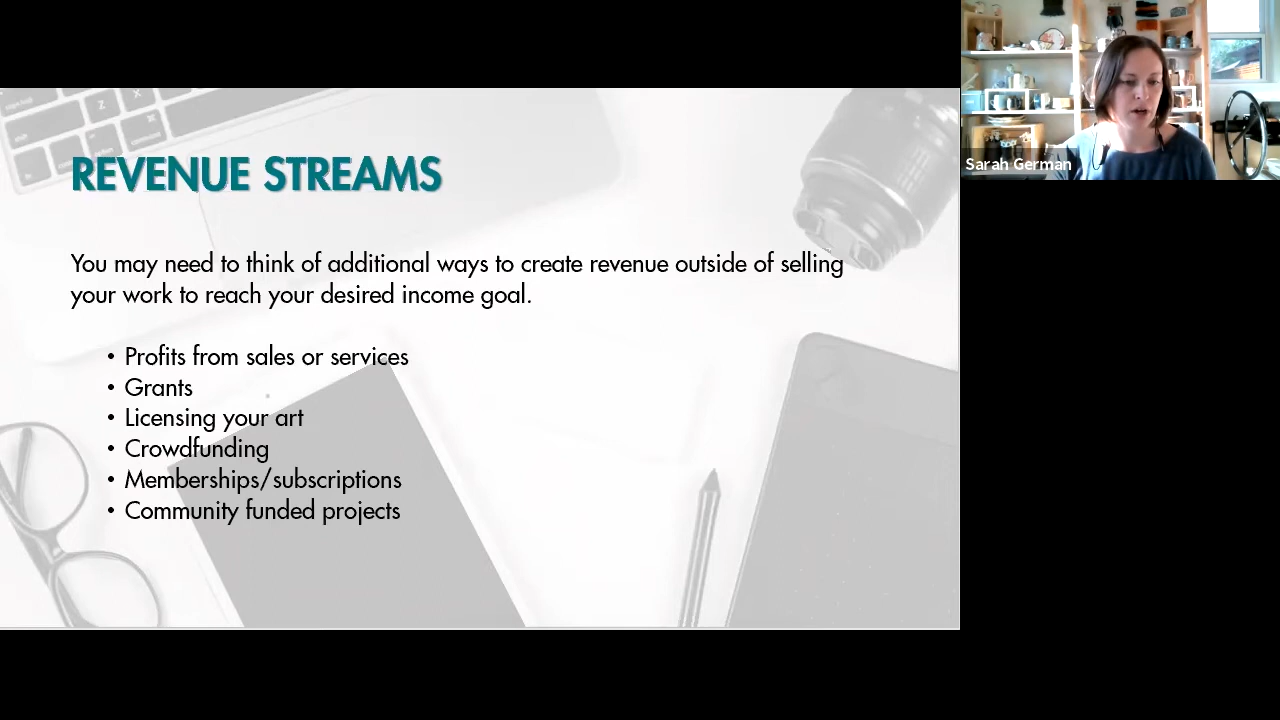 REVENUE STREAMS
You may need to think of additional ways to create revenue outside of selling
your work to reach your desired income goal.
• Profits from sales or services
• Grants
• Licensing your art
• Crowdfunding
• Memberships/subscriptions
• Community funded projects
Sarah German